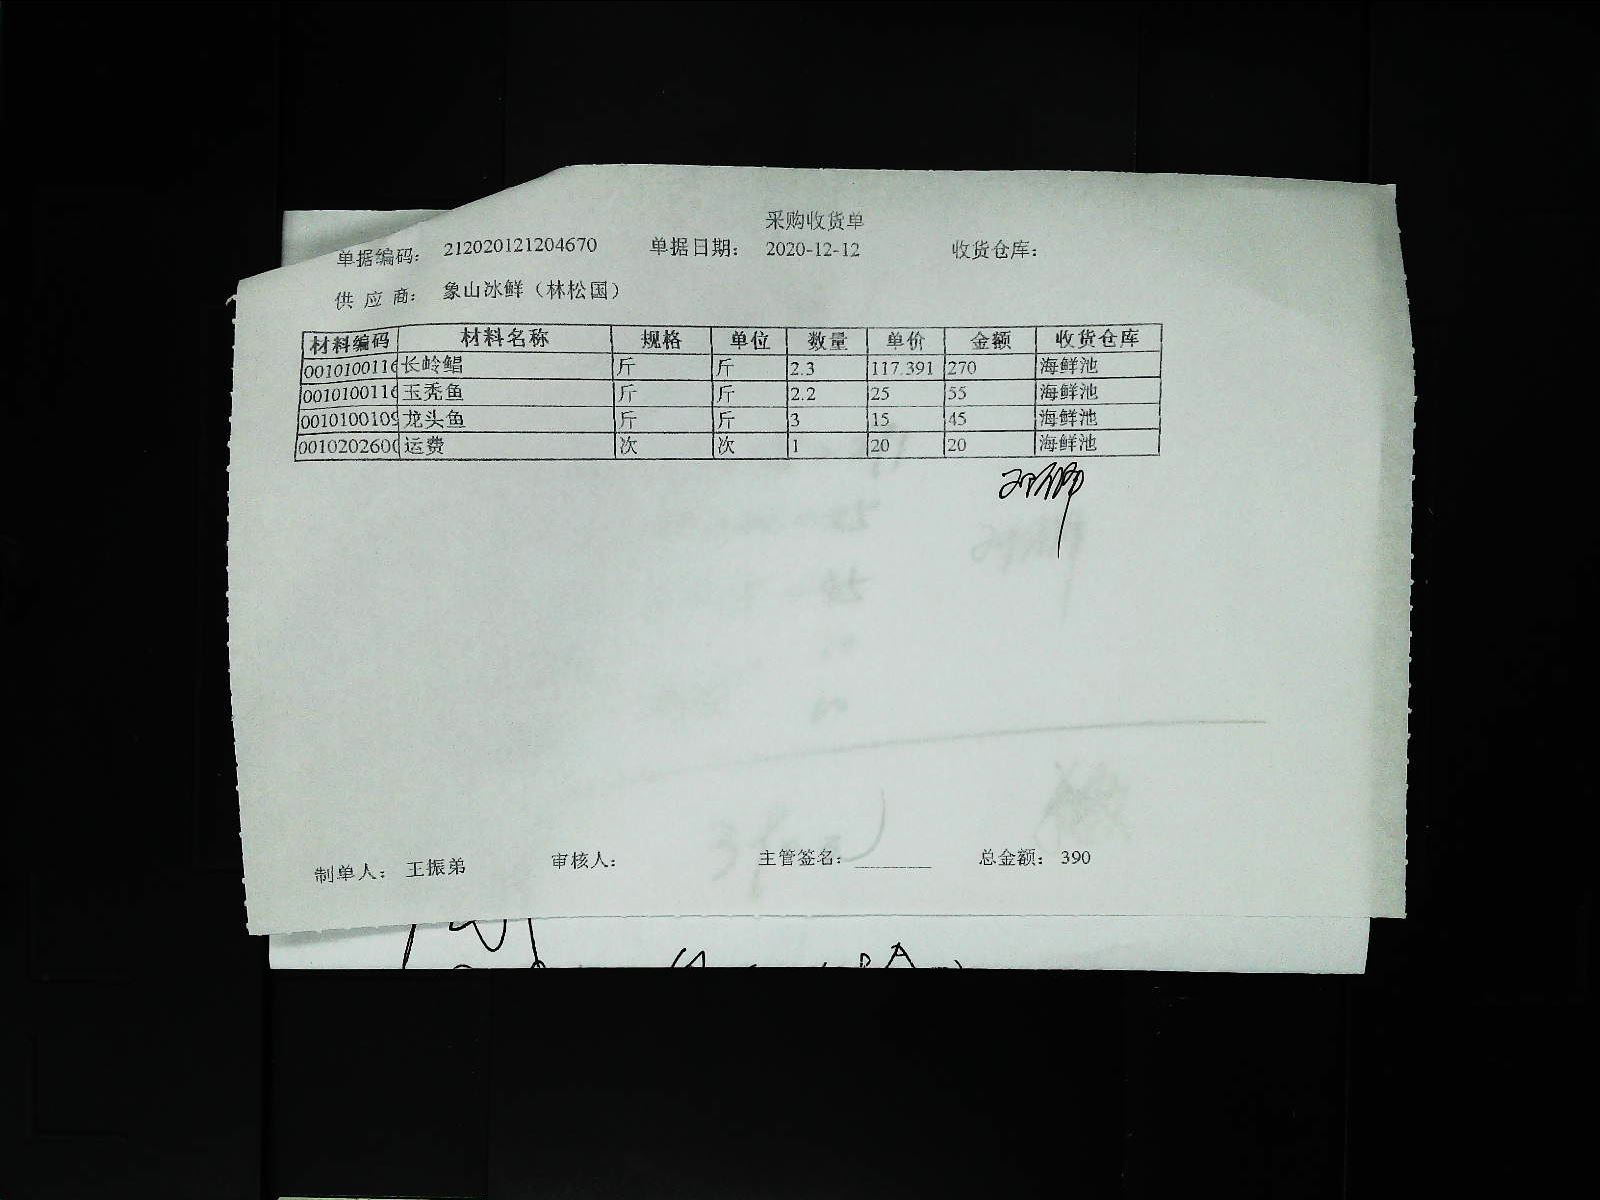 采购收货单
单据编码： 212020121204670 单据日期： 2020-12-12 收货仓库：
供应商： 象山冰鲜（林松国）
材料编码 材料名称 规格 单位 数量 单价 金额 收货仓库
0010100116 长岭鲳 斤 斤 2.3 117.391 270 海鲜池
0010100116 玉秃鱼 斤 斤 2.2 25 55 海鲜池
0010100109 龙头鱼 斤 斤 3 15 45 海鲜池
0010202600 运费 次 次 1 20 20 海鲜池
制单人： 王振弟 审核人： 主管签名： 总金额： 390